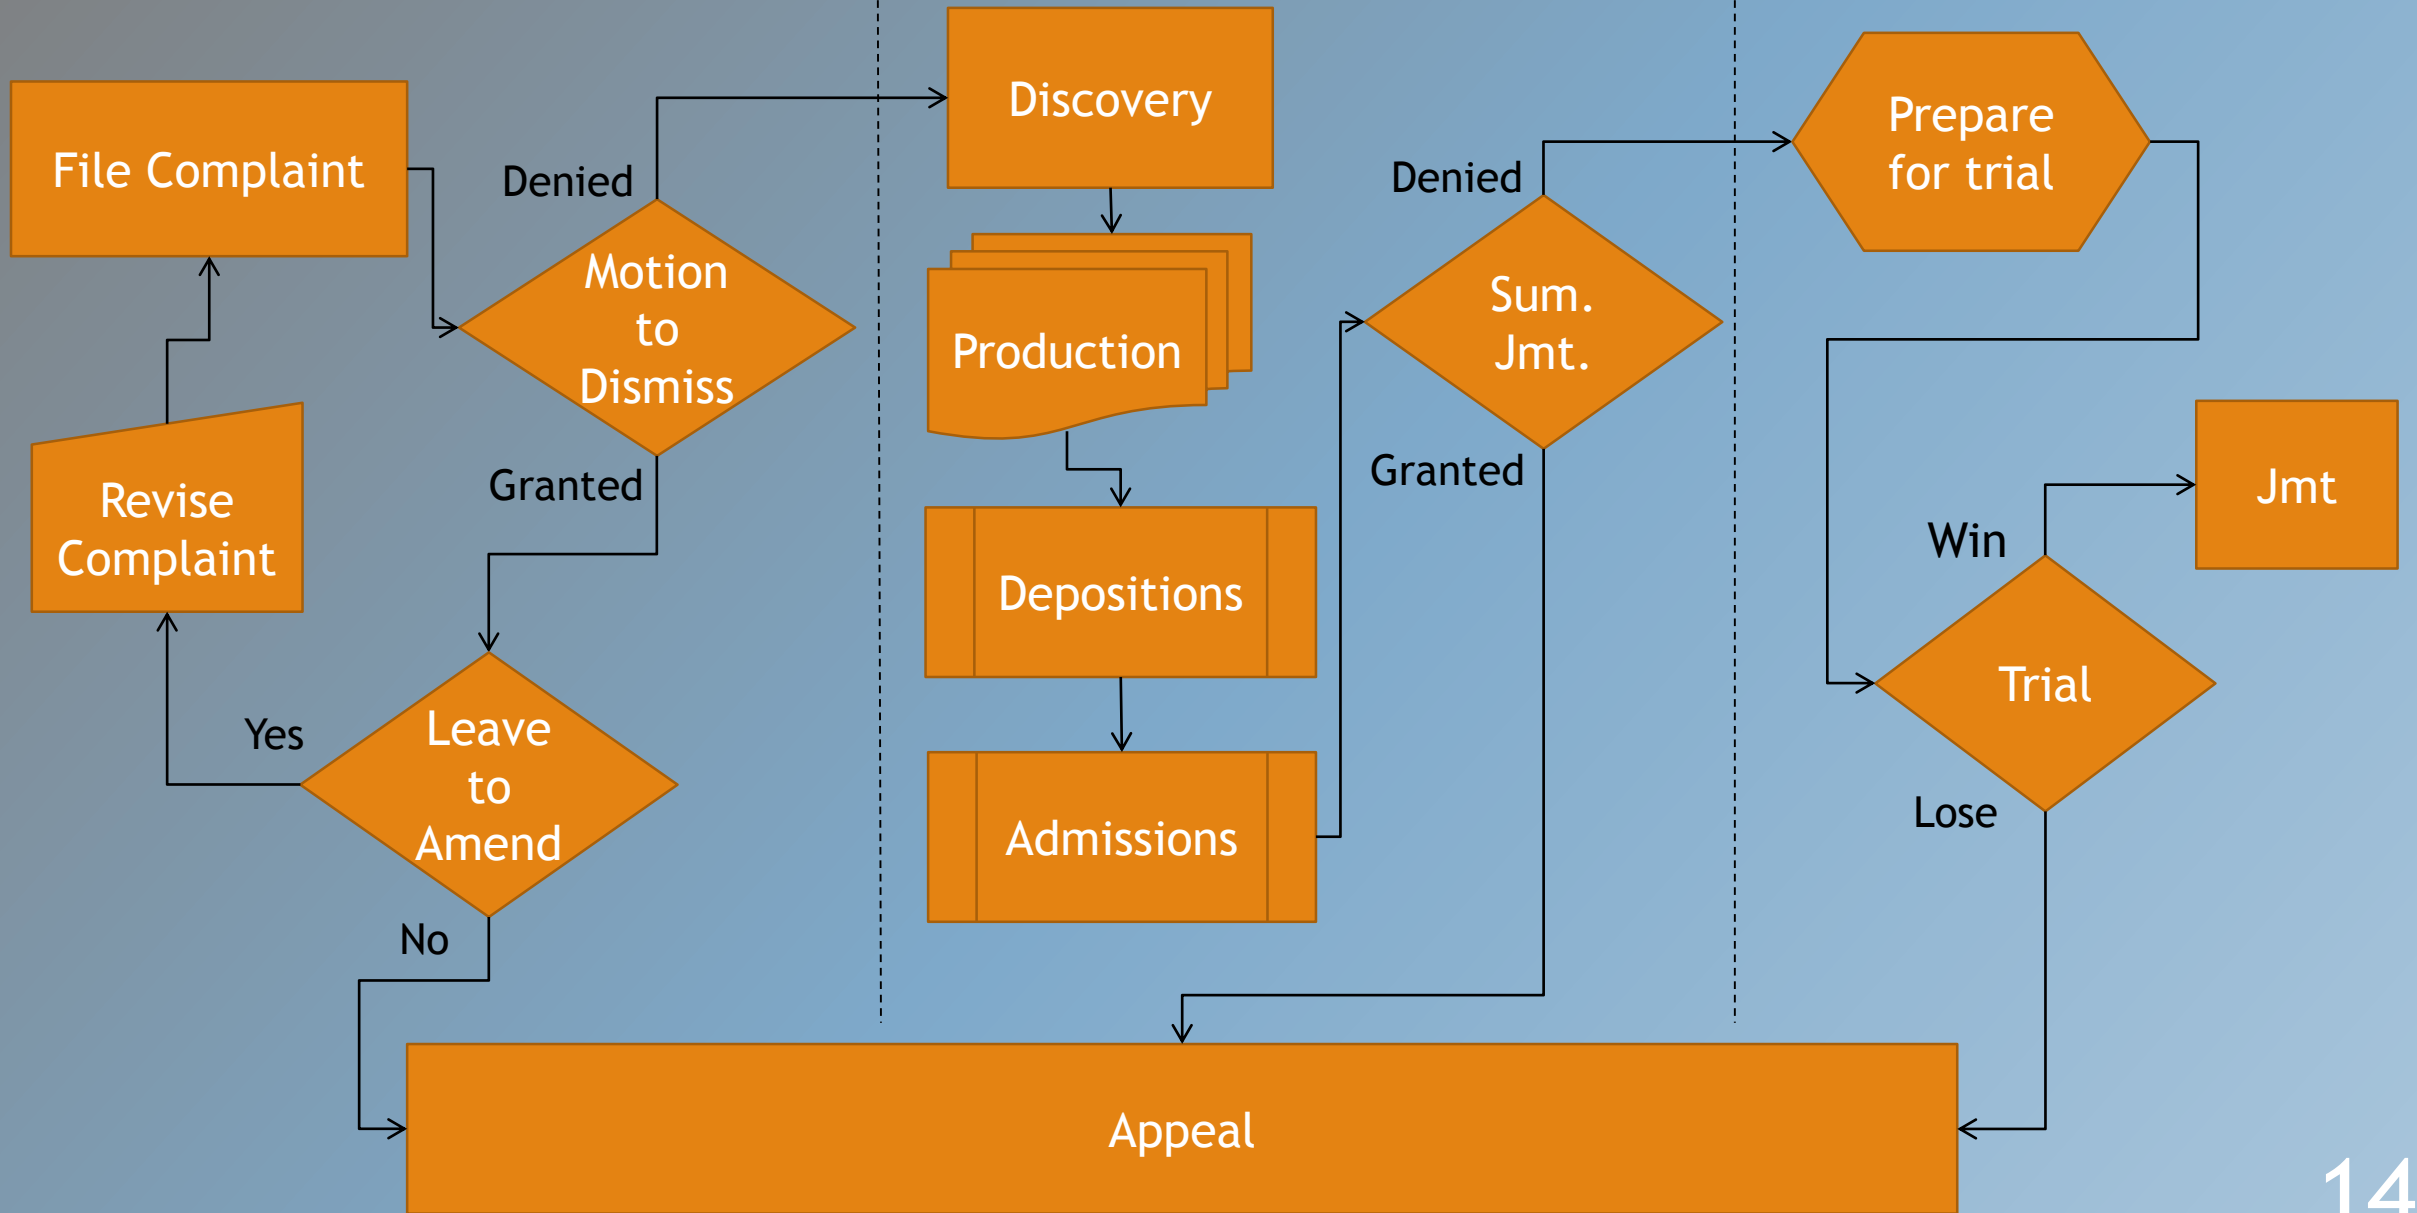 File Complaint
Denied
Motion
to
Dismiss
Granted
Revise
Complaint
Yes
Leave
to
Amend
No
Discovery
Production
Depositions
Admissions
Denied
Sum.
Jmt.
Granted
Prepare
for trial
Jmt
Win
Trial
Lose
Appeal
14